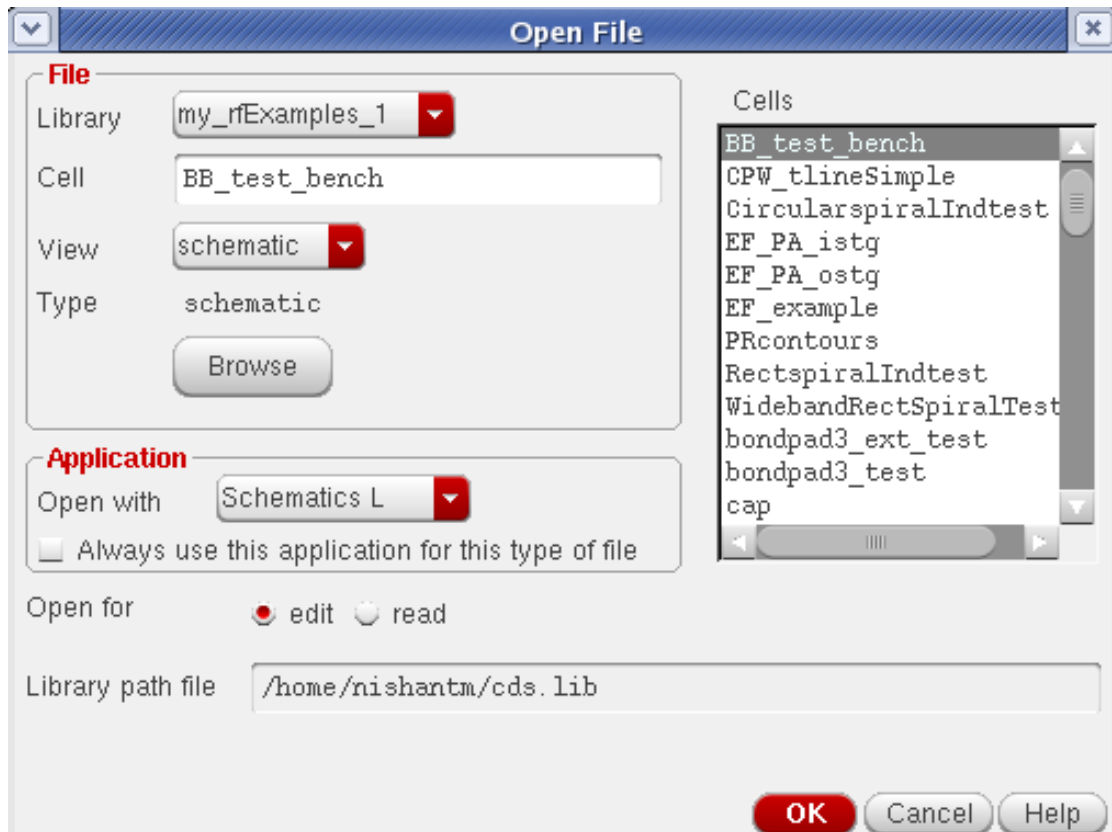 Open File
File
Library my_rfExamples_1
Cell BB_test_bench
View schematic
Type schematic
Browse
Application
Open with Schematics L
Always use this application for this type of file
Cells
BB_test_bench
CPW_tlineSimple
CircularspiralIndtest
EF_PA_istg
EF_PA_ostg
EF_example
PRcontours
RectspiralIndtest
WidebandRectSpiralTest
bondpad3_ext_test
bondpad3_test
cap
Open for edit read
Library path file /home/nishantm/cds.lib
OK Cancel Help